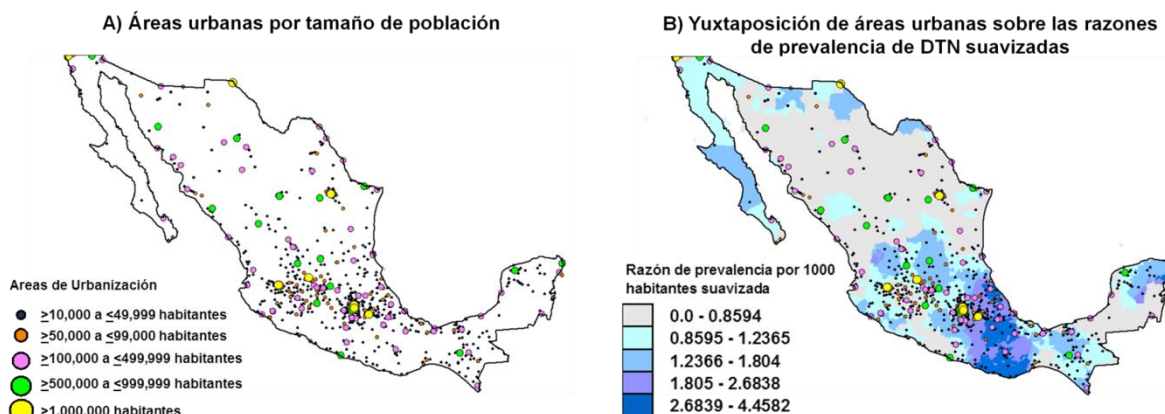 A) Áreas urbanas por tamaño de población
Areas de Urbanización
≥10,000 a ≤49,999 habitantes
≥50,000 a ≤99,000 habitantes
≥100,000 a ≤499,999 habitantes
≥500,000 a ≤999,999 habitantes
≥1,000,000 habitantes
B) Yuxtaposición de áreas urbanas sobre las razones
de prevalencia de DTN suavizadas
Razón de prevalencia por 1000
habitantes suavizada
0.0 - 0.8594
0.8595 - 1.2365
1.2366 - 1.804
1.805 - 2.6838
2.6839 - 4.4582